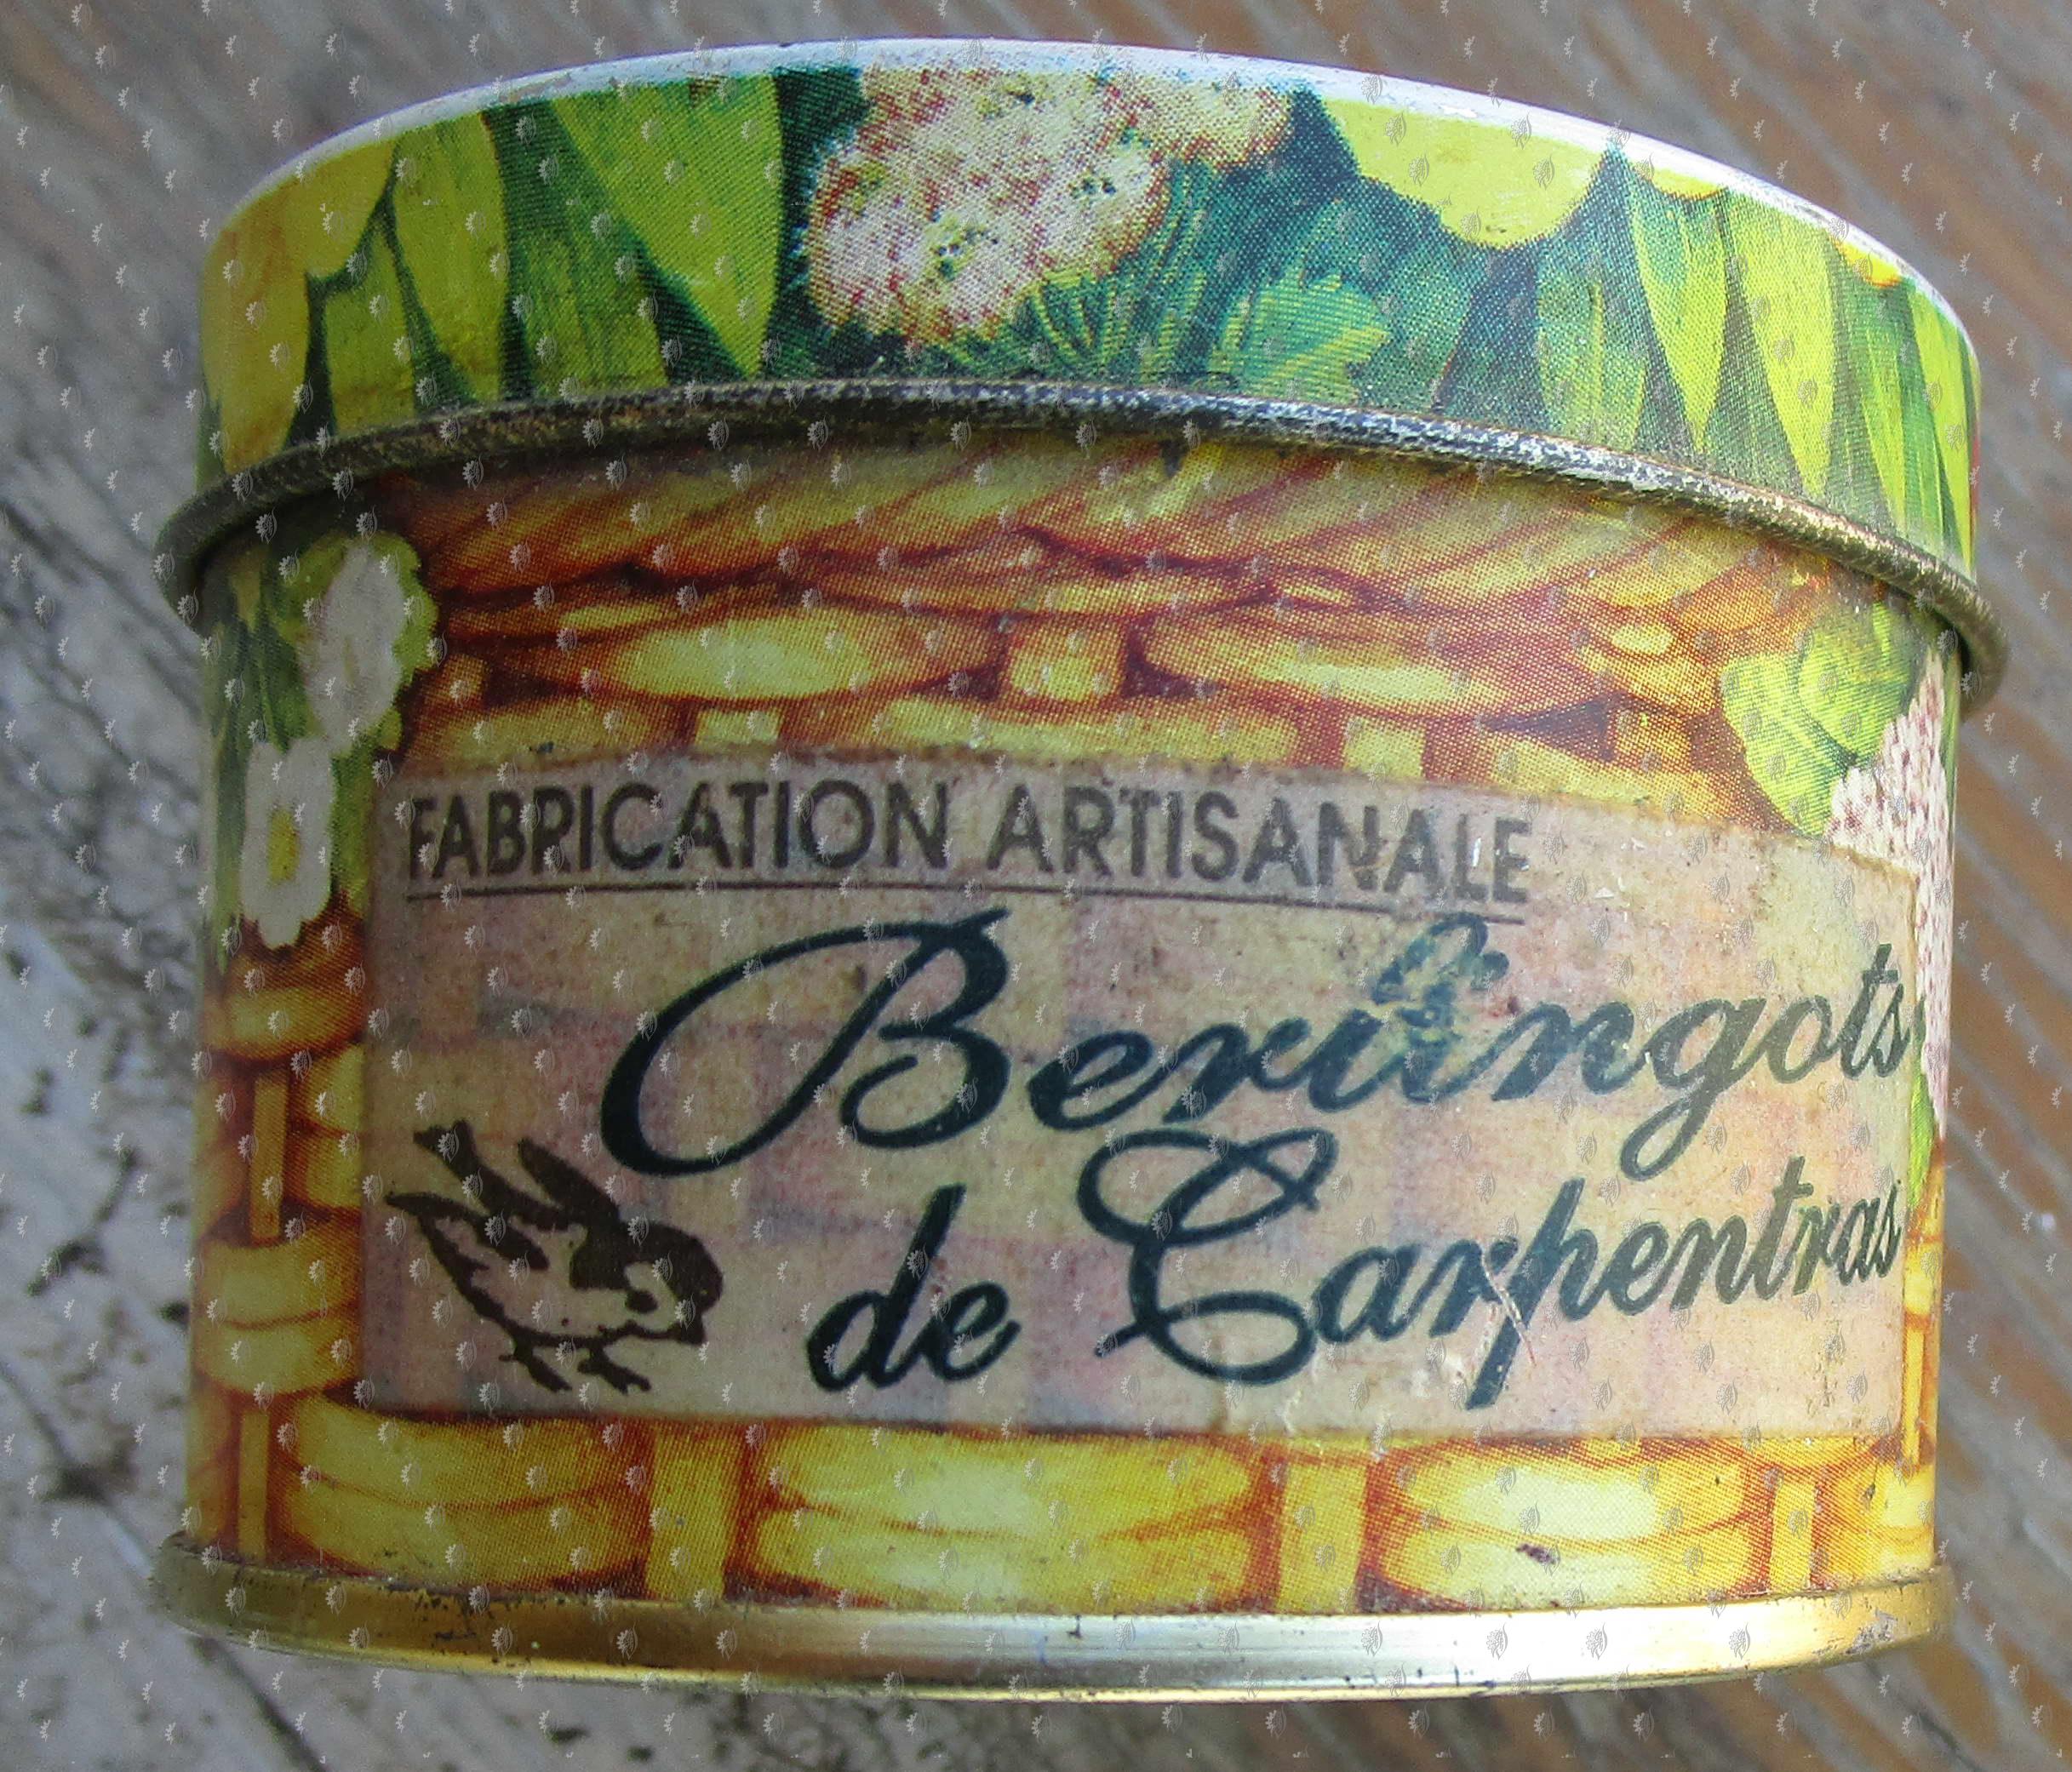 FABRICATION ARTISANALE
Berlingots
de Carpentras